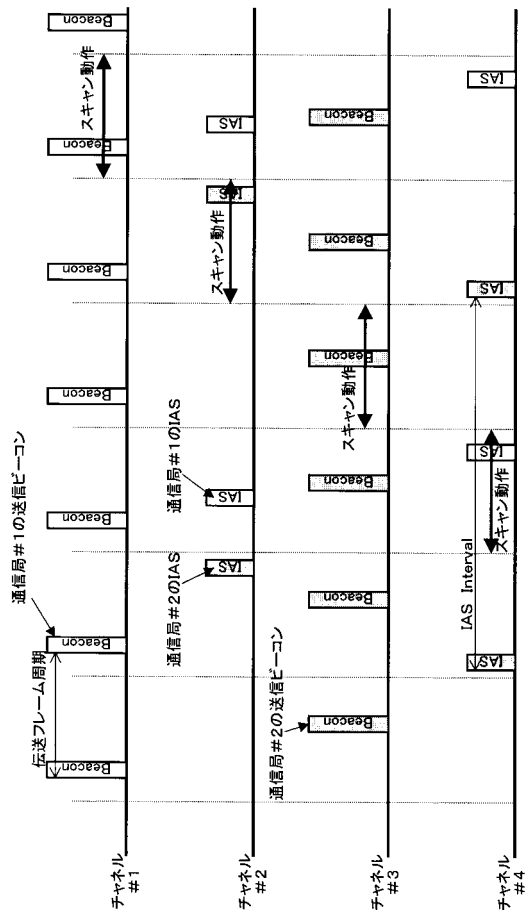 通信局#1の送信ビーコン
伝送フレーム周期
スキャン動作
チャネル
#1
Beacon
Beacon
Beacon
Beacon
Beacon
Beacon
Beacon
通信局#2のIAS
通信局#1のIAS
スキャン動作
チャネル
#2
IAS
IAS
IAS
IAS
通信局#2の送信ビーコン
スキャン動作
チャネル
#3
Beacon
Beacon
Beacon
Beacon
Beacon
Beacon
IAS Interval
スキャン動作
チャネル
#4
IAS
IAS
IAS
IAS